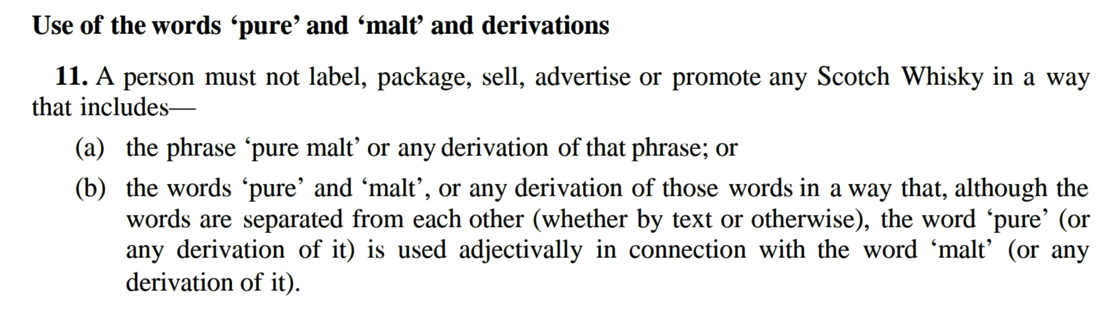 Use of the words ‘pure’ and ‘malt’ and derivations
11. A person must not label, package, sell, advertise or promote any Scotch Whisky in a way
that includes—
(a) the phrase ‘pure malt’ or any derivation of that phrase; or
(b) the words ‘pure’ and ‘malt’, or any derivation of those words in a way that, although the
words are separated from each other (whether by text or otherwise), the word ‘pure’ (or
any derivation of it) is used adjectivally in connection with the word ‘malt’ (or any
derivation of it).